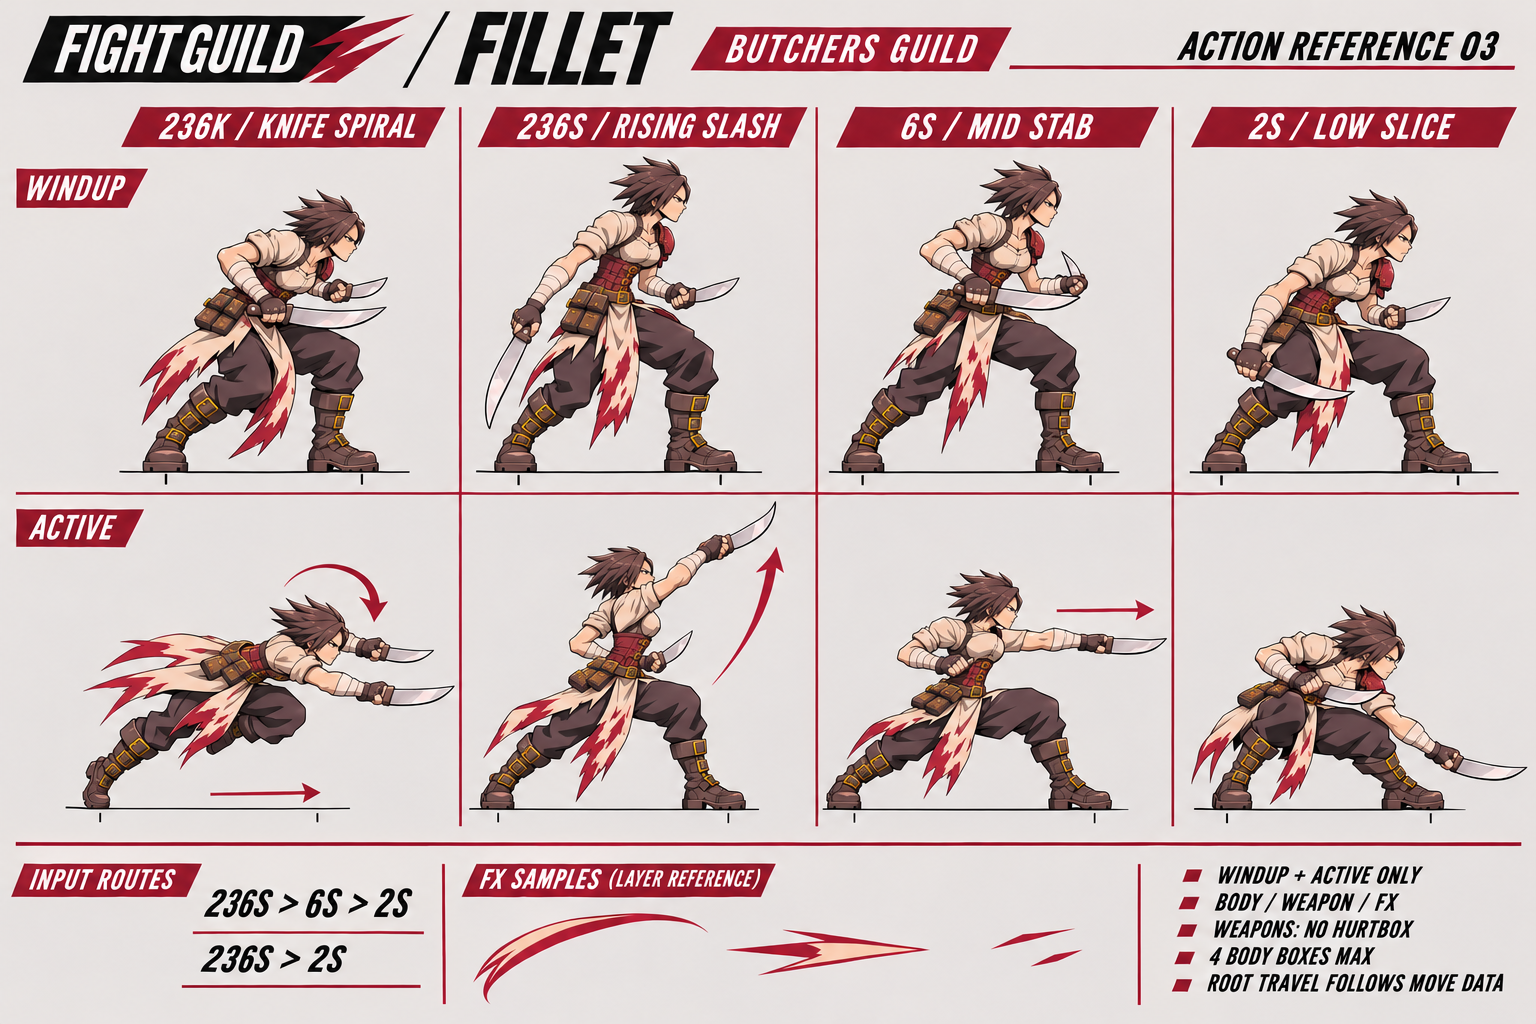 FIGHT GUILD / FILLET BUTCHERS GUILD ACTION REFERENCE 03
236K / KNIFE SPIRAL
236S / RISING SLASH
6S / MID STAB
2S / LOW SLICE
WINDUP
ACTIVE
INPUT ROUTES
236S > 6S > 2S
236S > 2S
FX SAMPLES (LAYER REFERENCE)
WINDUP + ACTIVE ONLY
BODY / WEAPON / FX
WEAPONS: NO HURTBOX
4 BODY BOXES MAX
ROOT TRAVEL FOLLOWS MOVE DATA